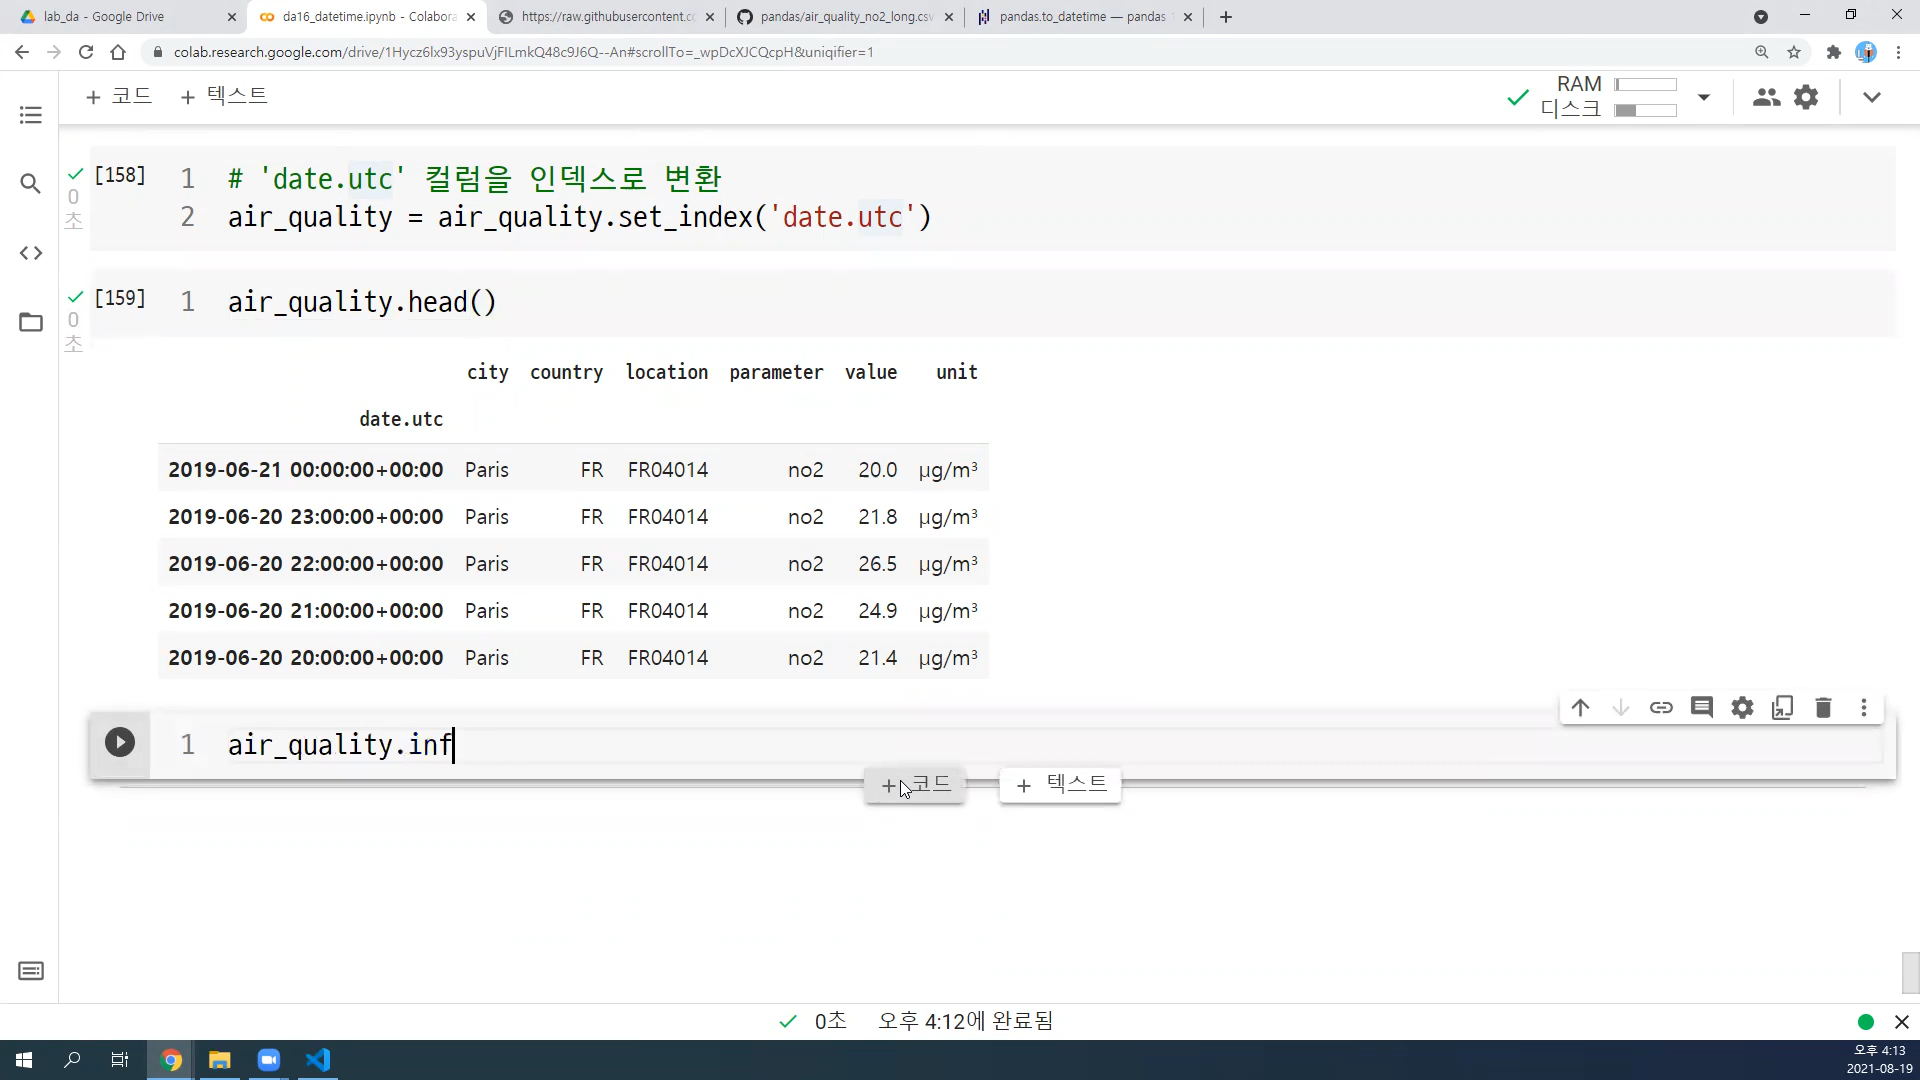 lab_da - Google Drive
da16_datetime.ipynb - Colabora
https://raw.githubusercontent.cc
pandas/air_quality_no2_long.csv
pandas.to_datetime — pandas
colab.research.google.com/drive/1Hycz6lx93yspuVjFILmkQ48c9J6Q--An#scrollTo=_wpDcXJCQcpH&uniqifier=1
+ 코드 + 텍스트
RAM
디스크
[158]
0
초
1 # 'date.utc' 컬럼을 인덱스로 변환
2 air_quality = air_quality.set_index('date.utc')
[159]
0
초
1 air_quality.head()
city country location parameter value unit
date.utc
2019-06-21 00:00:00+00:00 Paris FR FR04014 no2 20.0 µg/m³
2019-06-20 23:00:00+00:00 Paris FR FR04014 no2 21.8 µg/m³
2019-06-20 22:00:00+00:00 Paris FR FR04014 no2 26.5 µg/m³
2019-06-20 21:00:00+00:00 Paris FR FR04014 no2 24.9 µg/m³
2019-06-20 20:00:00+00:00 Paris FR FR04014 no2 21.4 µg/m³
1 air_quality.inf
+ 코드 + 텍스트
0초 오후 4:12에 완료됨
오후 4:13
2021-08-19